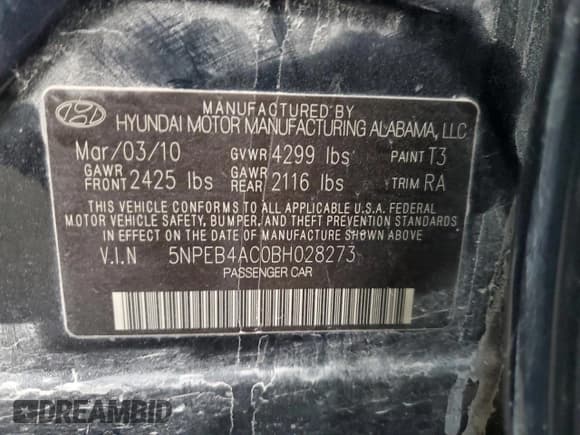 MANUFACTURED BY
HYUNDAI MOTOR MANUFACTURING ALABAMA, LLC
Mar/03/10 GVWR 4299 lbs PAINT T3
GAWR FRONT 2425 lbs GAWR REAR 2116 lbs TRIM RA
THIS VEHICLE CONFORMS TO ALL APPLICABLE U.S.A. FEDERAL
MOTOR VEHICLE SAFETY, BUMPER, AND THEFT PREVENTION STANDARDS
IN EFFECT ON THE DATE OF MANUFACTURE SHOWN ABOVE.
V.I.N 5NPEB4AC0BH028273
PASSENGER CAR
DREAMBID